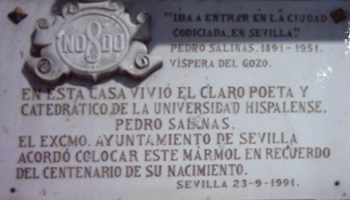 NO8DO
"IBA A ENTRAR EN LA CIUDAD
CODICIADA, EN SEVILLA"
PEDRO SALINAS. 1891-1951.
VÍSPERA DEL GOZO.
EN ESTA CASA VIVIÓ EL CLARO POETA Y
CATEDRÁTICO DE LA UNIVERSIDAD HISPALENSE.
PEDRO SALINAS.
EL EXCMO. AYUNTAMIENTO DE SEVILLA
ACORDÓ COLOCAR ESTE MÁRMOL EN RECUERDO
DEL CENTENARIO DE SU NACIMIENTO.
SEVILLA 23-9-1991.